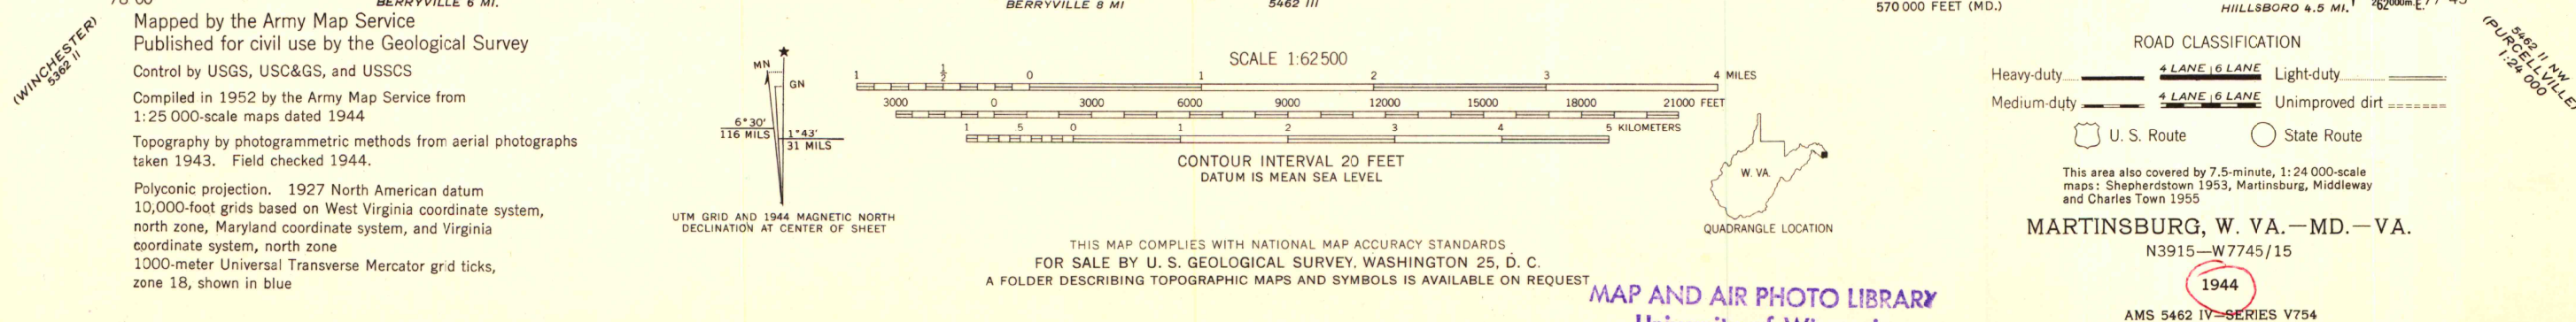 BERRYVILLE 6 MI.
BERRYVILLE 8 MI
5462 III
570 000 FEET (MD.)
HIILLSBORO 4.5 MI.
262000m.E.
(WINCHESTER)
5362 II
Mapped by the Army Map Service
Published for civil use by the Geological Survey
Control by USGS, USC&GS, and USSCS
Compiled in 1952 by the Army Map Service from
1:25 000-scale maps dated 1944
Topography by photogrammetric methods from aerial photographs
taken 1943. Field checked 1944.
Polyconic projection. 1927 North American datum
10,000-foot grids based on West Virginia coordinate system,
north zone, Maryland coordinate system, and Virginia
coordinate system, north zone
1000-meter Universal Transverse Mercator grid ticks,
zone 18, shown in blue
MN
GN
6°30'
116 MILS
1°43'
31 MILS
UTM GRID AND 1944 MAGNETIC NORTH
DECLINATION AT CENTER OF SHEET
SCALE 1:62500
1 ½ 0 1 2 3 4 MILES
3000 0 3000 6000 9000 12000 15000 18000 21000 FEET
1 .5 0 1 2 3 4 5 KILOMETERS
CONTOUR INTERVAL 20 FEET
DATUM IS MEAN SEA LEVEL
THIS MAP COMPLIES WITH NATIONAL MAP ACCURACY STANDARDS
FOR SALE BY U. S. GEOLOGICAL SURVEY, WASHINGTON 25, D. C.
A FOLDER DESCRIBING TOPOGRAPHIC MAPS AND SYMBOLS IS AVAILABLE ON REQUEST
MAP AND AIR PHOTO LIBRARY
W. VA.
QUADRANGLE LOCATION
ROAD CLASSIFICATION
Heavy-duty 4 LANE 6 LANE Light-duty
Medium-duty 4 LANE 6 LANE Unimproved dirt
U. S. Route State Route
This area also covered by 7.5-minute, 1:24 000-scale
maps: Shepherdstown 1953, Martinsburg, Middleway
and Charles Town 1955
MARTINSBURG, W. VA.—MD.—VA.
N3915—W7745/15
1944
AMS 5462 IV—SERIES V754
5462 II NW
(PURCELLVILLE)
1:24 000